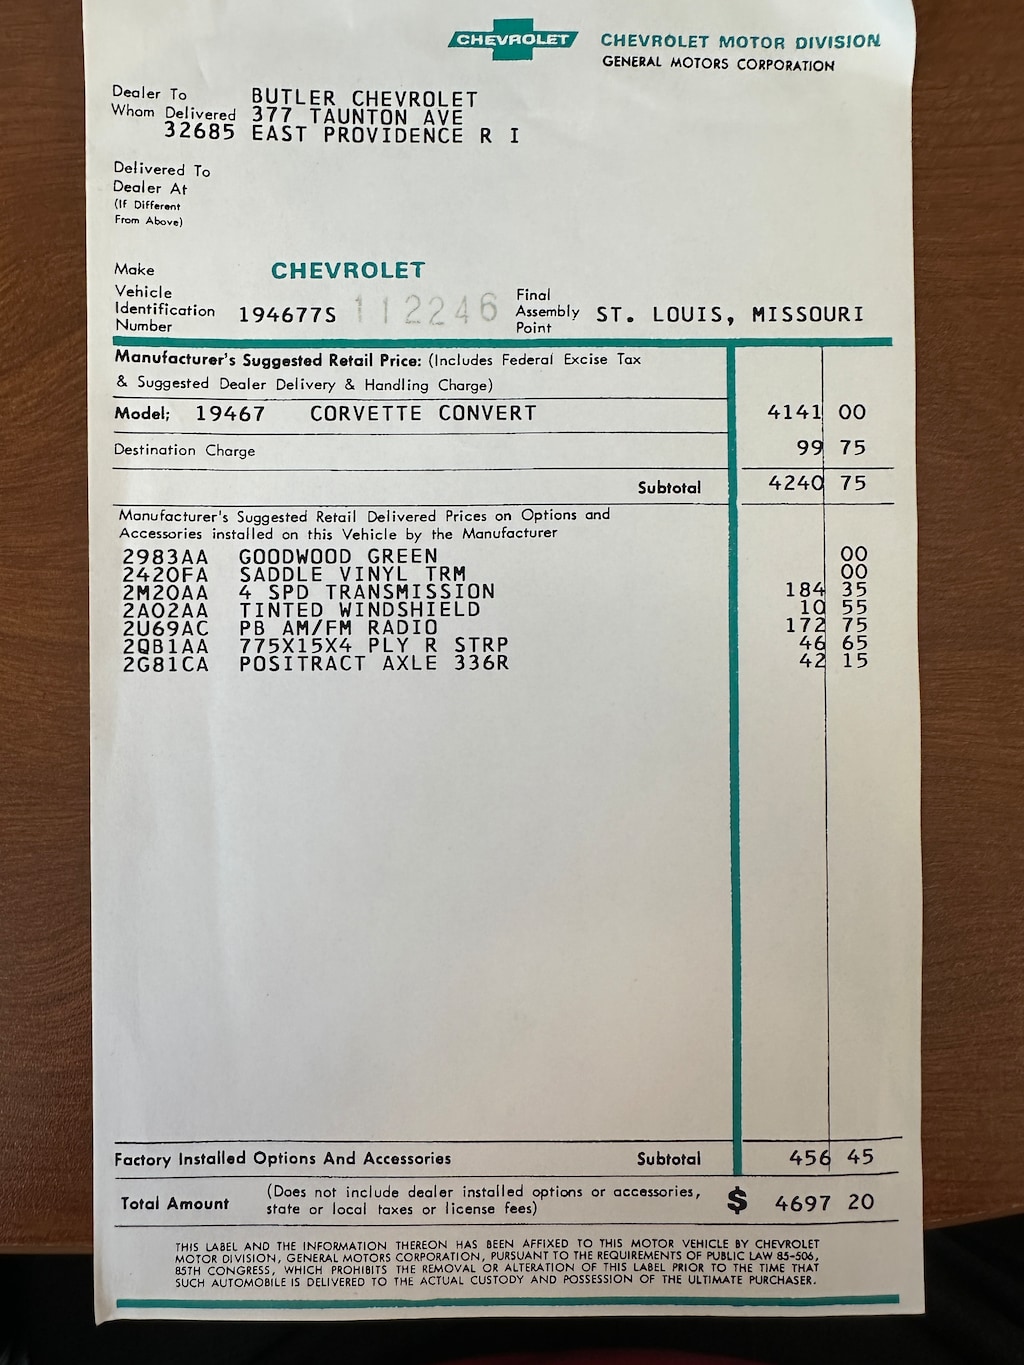 CHEVROLET CHEVROLET MOTOR DIVISION
GENERAL MOTORS CORPORATION
Dealer To BUTLER CHEVROLET
Whom Delivered 377 TAUNTON AVE
32685 EAST PROVIDENCE R I
Delivered To
Dealer At
(If Different
From Above)
Make CHEVROLET
Vehicle
Identification
Number 194677S 112246 Final
Assembly
Point ST. LOUIS, MISSOURI
Manufacturer's Suggested Retail Price: (Includes Federal Excise Tax
& Suggested Dealer Delivery & Handling Charge)
Model; 19467 CORVETTE CONVERT 4141 00
Destination Charge 99 75
Subtotal 4240 75
Manufacturer's Suggested Retail Delivered Prices on Options and
Accessories installed on this Vehicle by the Manufacturer
2983AA GOODWOOD GREEN 00
2420FA SADDLE VINYL TRM 00
2M20AA 4 SPD TRANSMISSION 184 35
2A02AA TINTED WINDSHIELD 10 55
2U69AC PB AM/FM RADIO 172 75
2QB1AA 775X15X4 PLY R STRP 46 65
2G81CA POSITRACT AXLE 336R 42 15
Factory Installed Options And Accessories Subtotal 456 45
Total Amount (Does not include dealer installed options or accessories,
state or local taxes or license fees) $ 4697 20
THIS LABEL AND THE INFORMATION THEREON HAS BEEN AFFIXED TO THIS MOTOR VEHICLE BY CHEVROLET
MOTOR DIVISION, GENERAL MOTORS CORPORATION, PURSUANT TO THE REQUIREMENTS OF PUBLIC LAW 85-506,
85TH CONGRESS, WHICH PROHIBITS THE REMOVAL OR ALTERATION OF THIS LABEL PRIOR TO THE TIME THAT
SUCH AUTOMOBILE IS DELIVERED TO THE ACTUAL CUSTODY AND POSSESSION OF THE ULTIMATE PURCHASER.